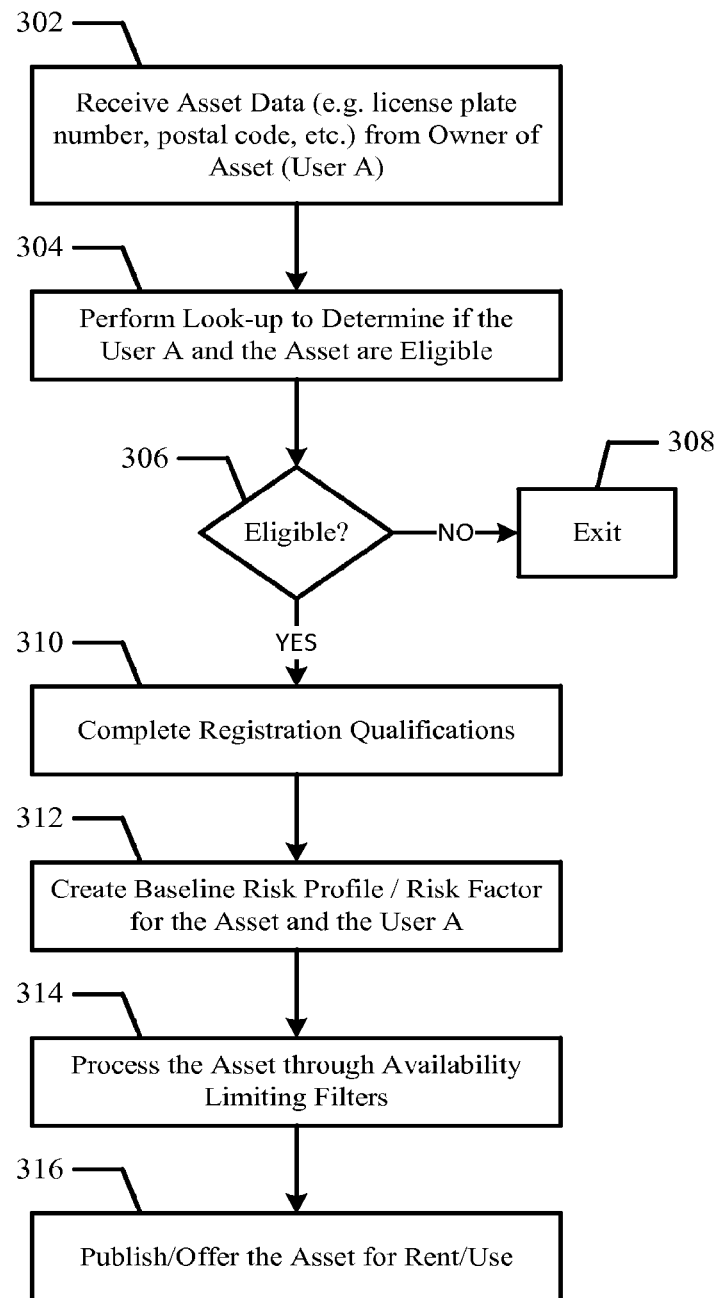 302
Receive Asset Data (e.g. license plate
number, postal code, etc.) from Owner of
Asset (User A)
304
Perform Look-up to Determine if the
User A and the Asset are Eligible
306
308
Eligible?
NO
Exit
YES
310
Complete Registration Qualifications
312
Create Baseline Risk Profile / Risk Factor
for the Asset and the User A
314
Process the Asset through Availability
Limiting Filters
316
Publish/Offer the Asset for Rent/Use